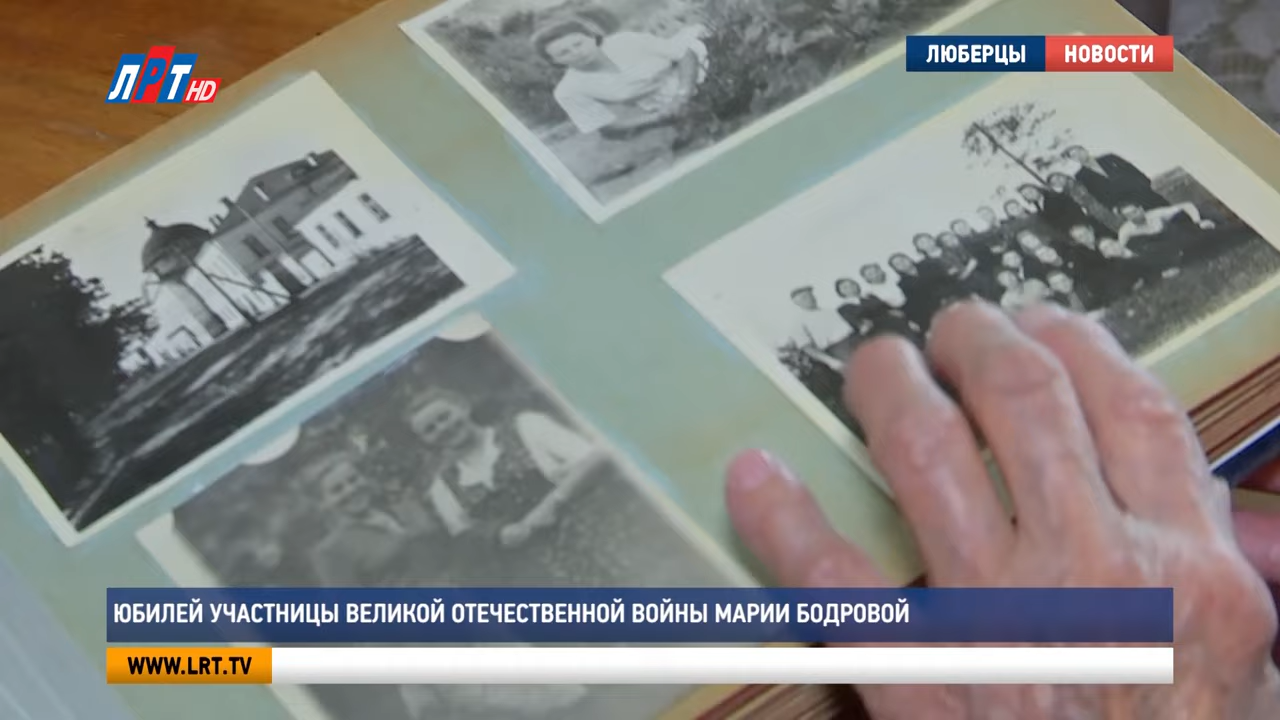 ЛРТ HD
ЛЮБЕРЦЫ НОВОСТИ
ЮБИЛЕЙ УЧАСТНИЦЫ ВЕЛИКОЙ ОТЕЧЕСТВЕННОЙ ВОЙНЫ МАРИИ БОДРОВОЙ
WWW.LRT.TV